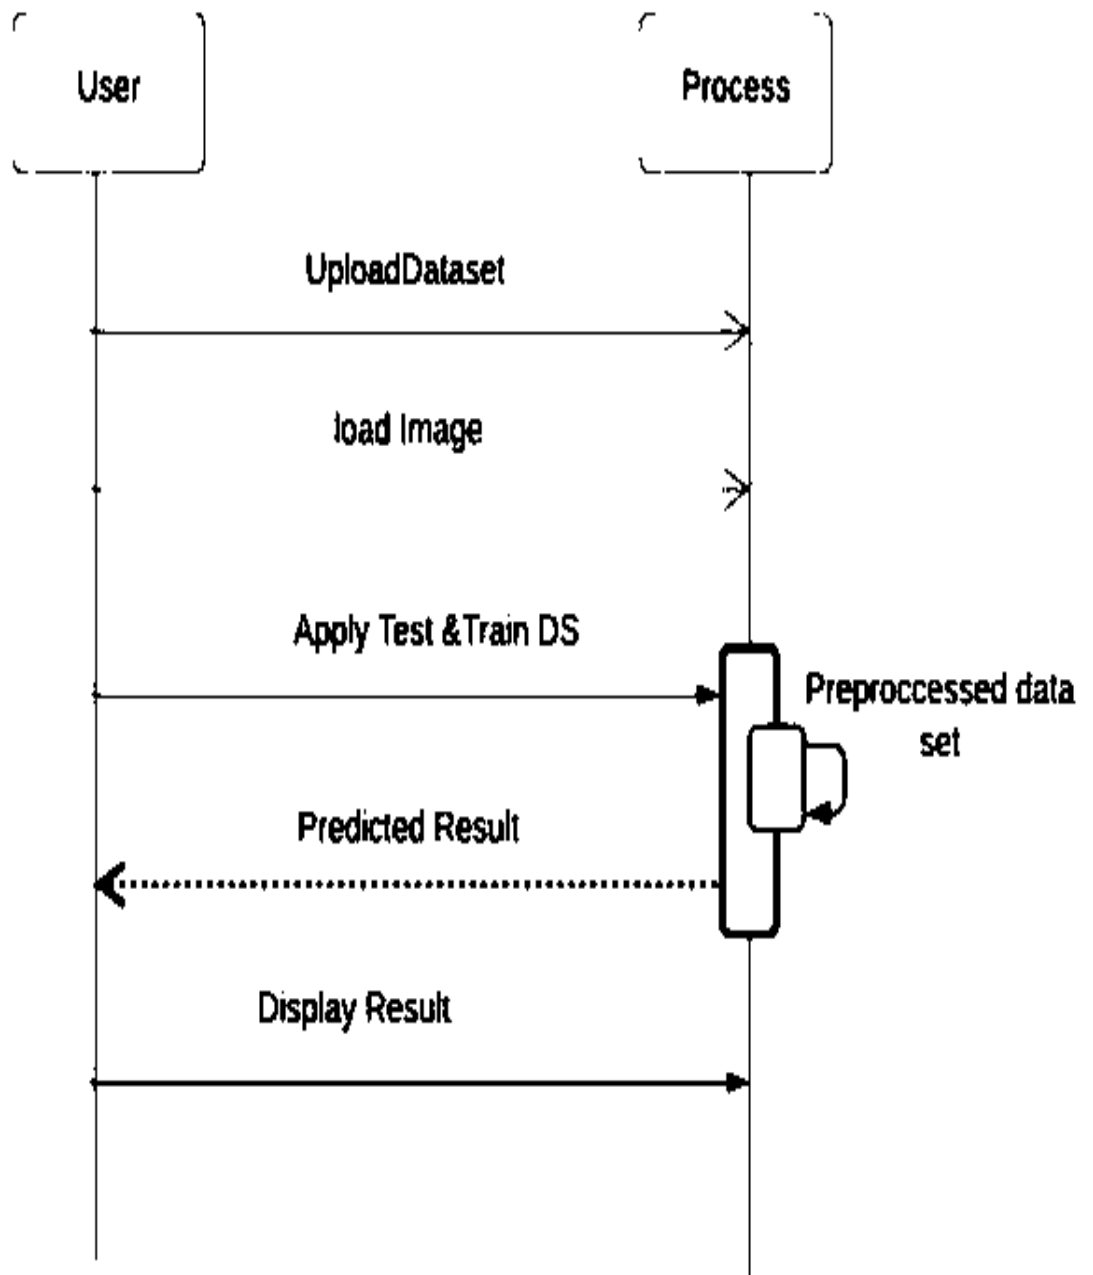 User
Process
UploadDataset
load Image
Apply Test &Train DS
Preproccessed data
set
Predicted Result
Display Result